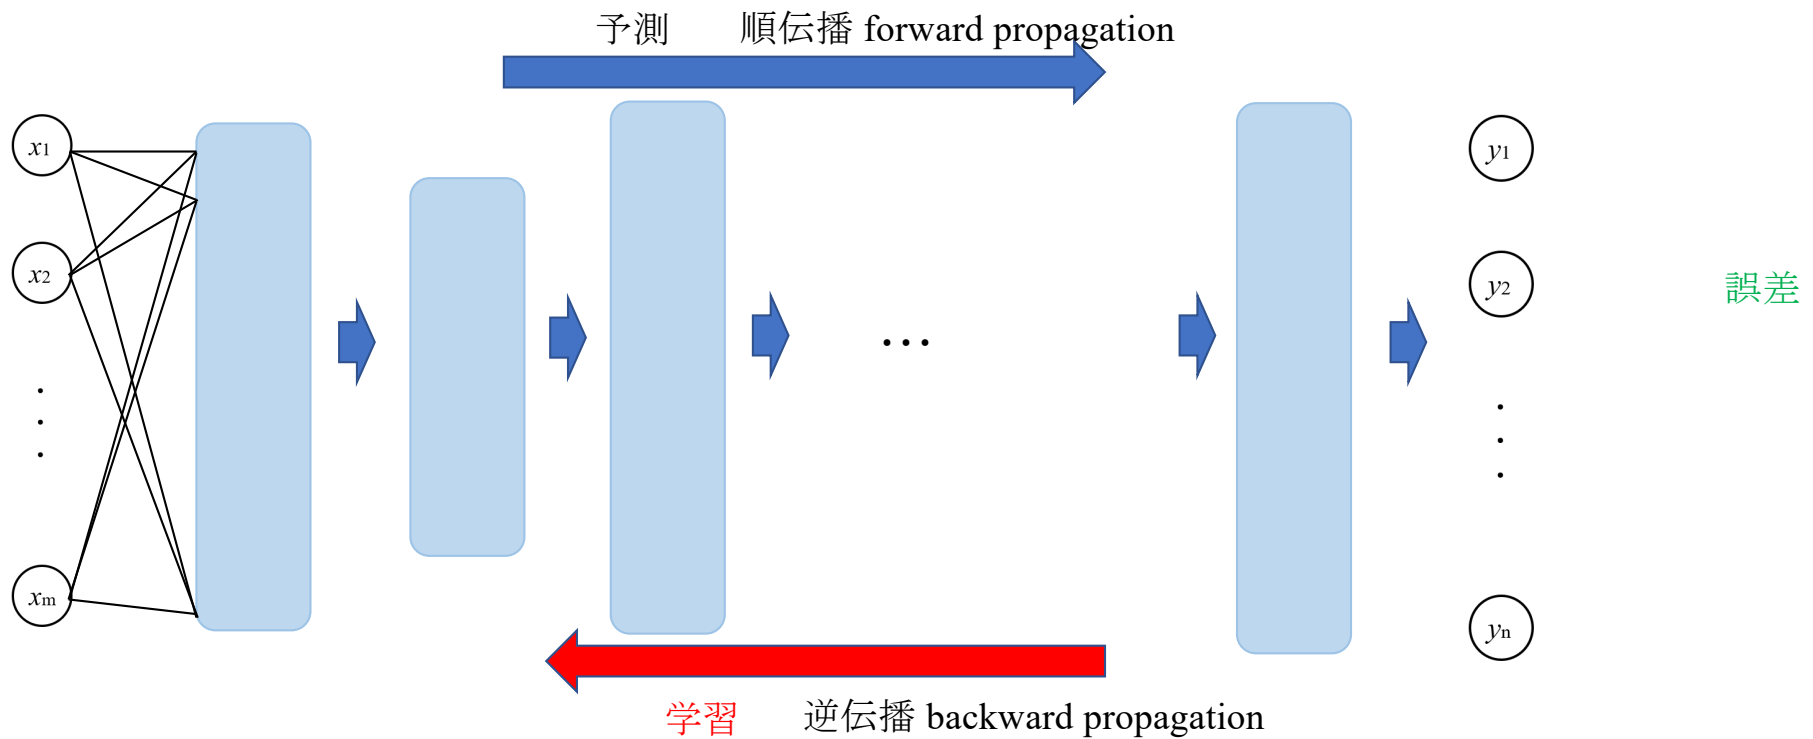 予測 順伝播 forward propagation
x1
x2
xm
...
y1
y2
yn
誤差
学習 逆伝播 backward propagation